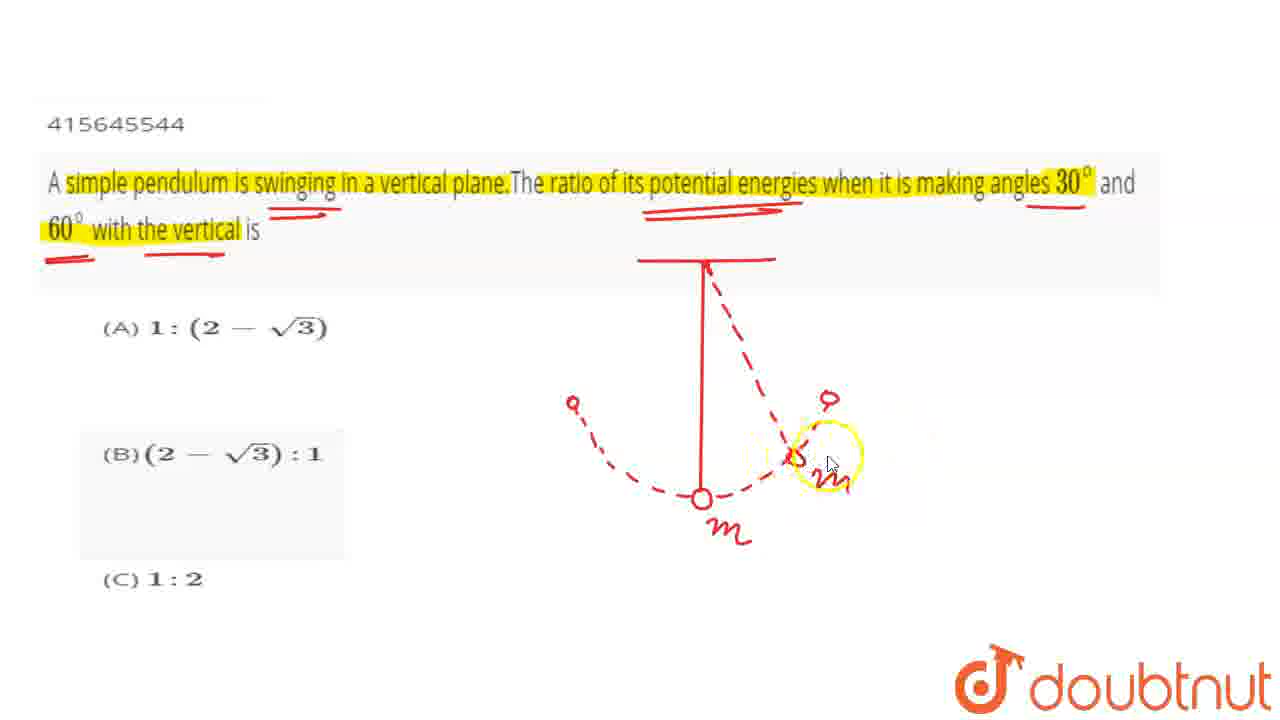 415645544
A simple pendulum is swinging in a vertical plane.The ratio of its potential energies when it is making angles 30° and
60° with the vertical is
(A) 1 : (2 − √3)
(B) (2 − √3) : 1
(C) 1 : 2
m
m
doubtnut